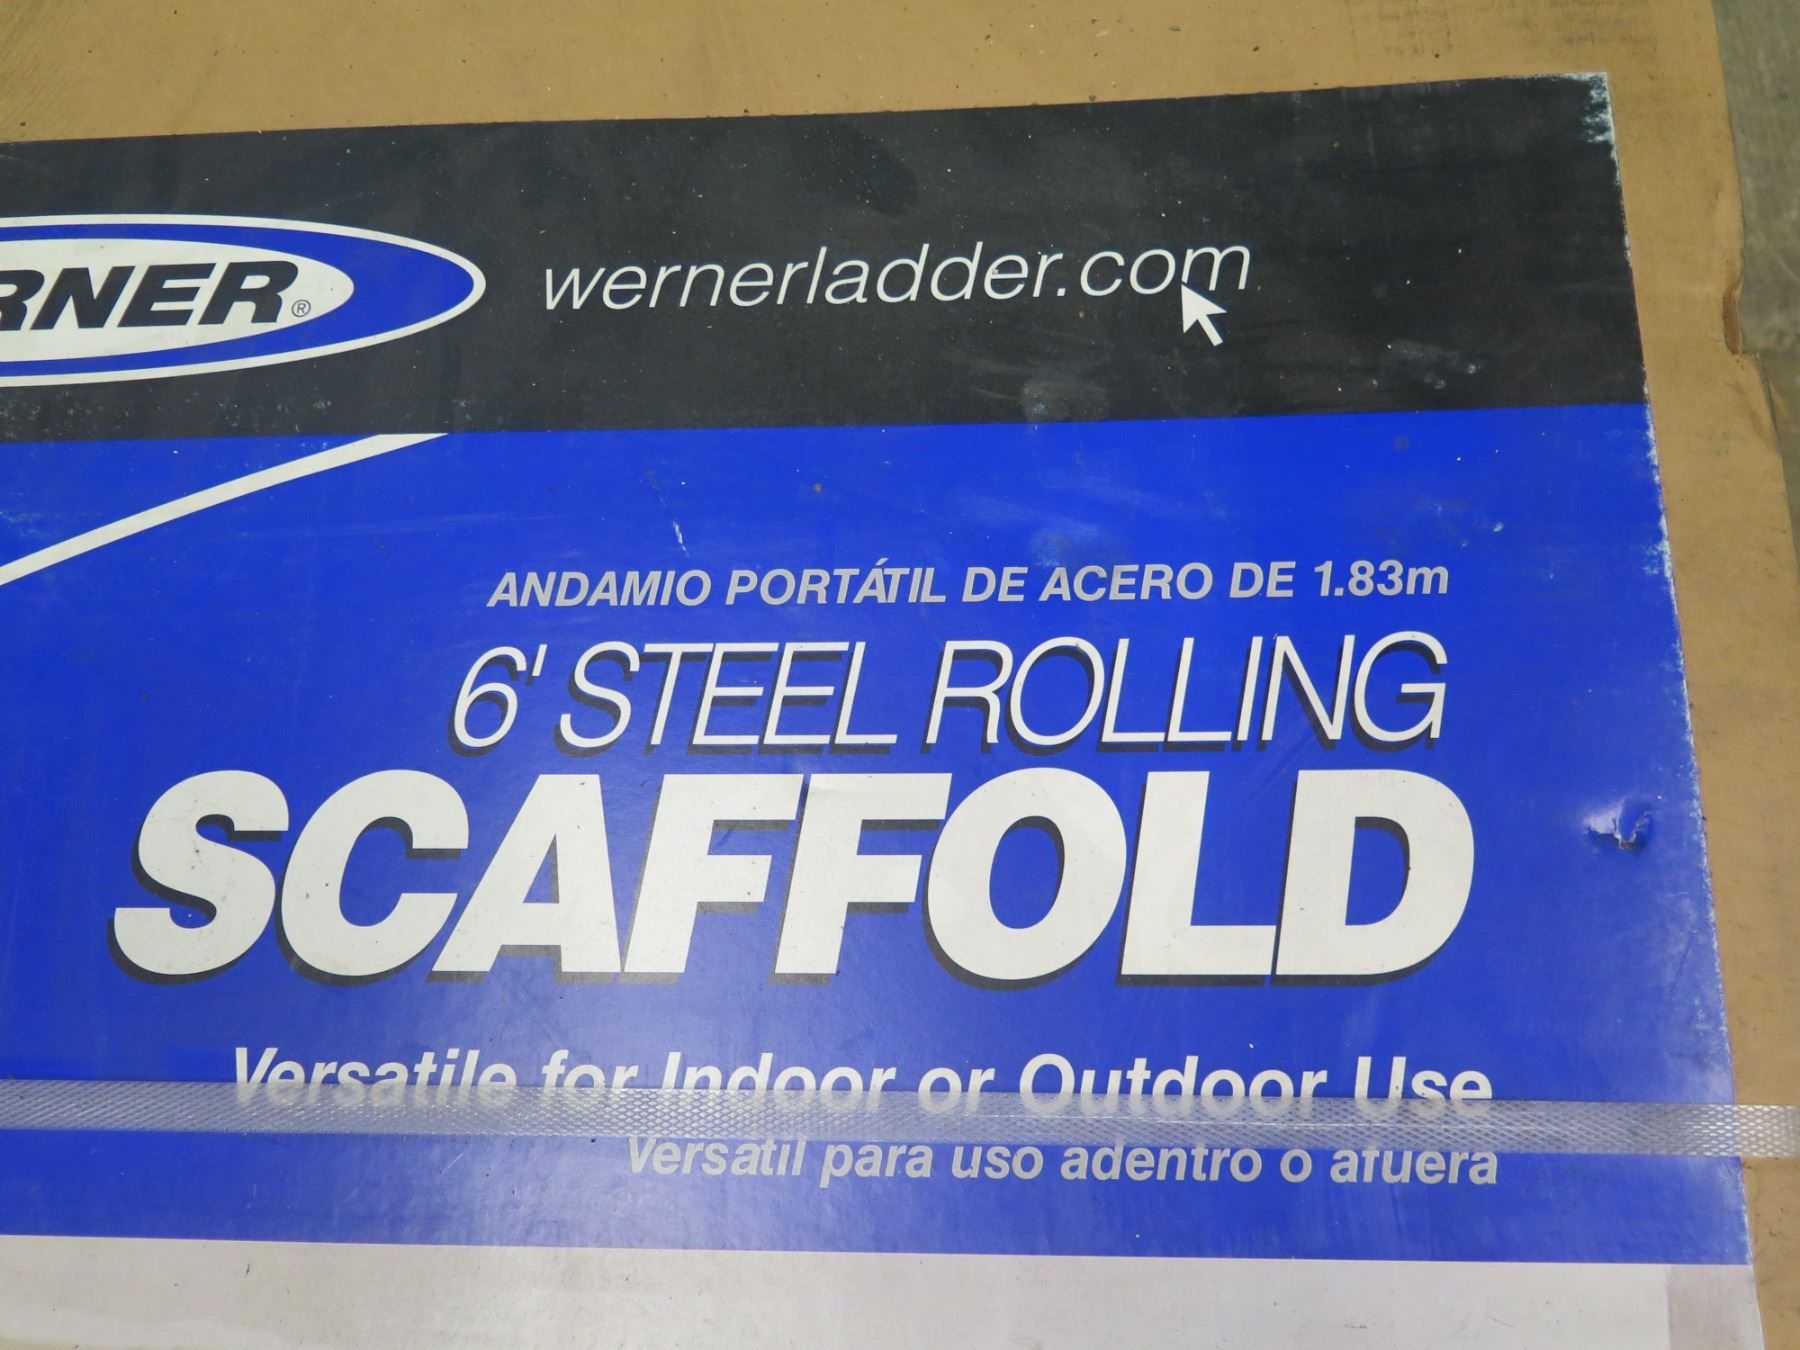 RNER®
wernerladder.com
ANDAMIO PORTÁTIL DE ACERO DE 1.83m
6' STEEL ROLLING
SCAFFOLD
Versatile for Indoor or Outdoor Use
Versatil para uso adentro o afuera